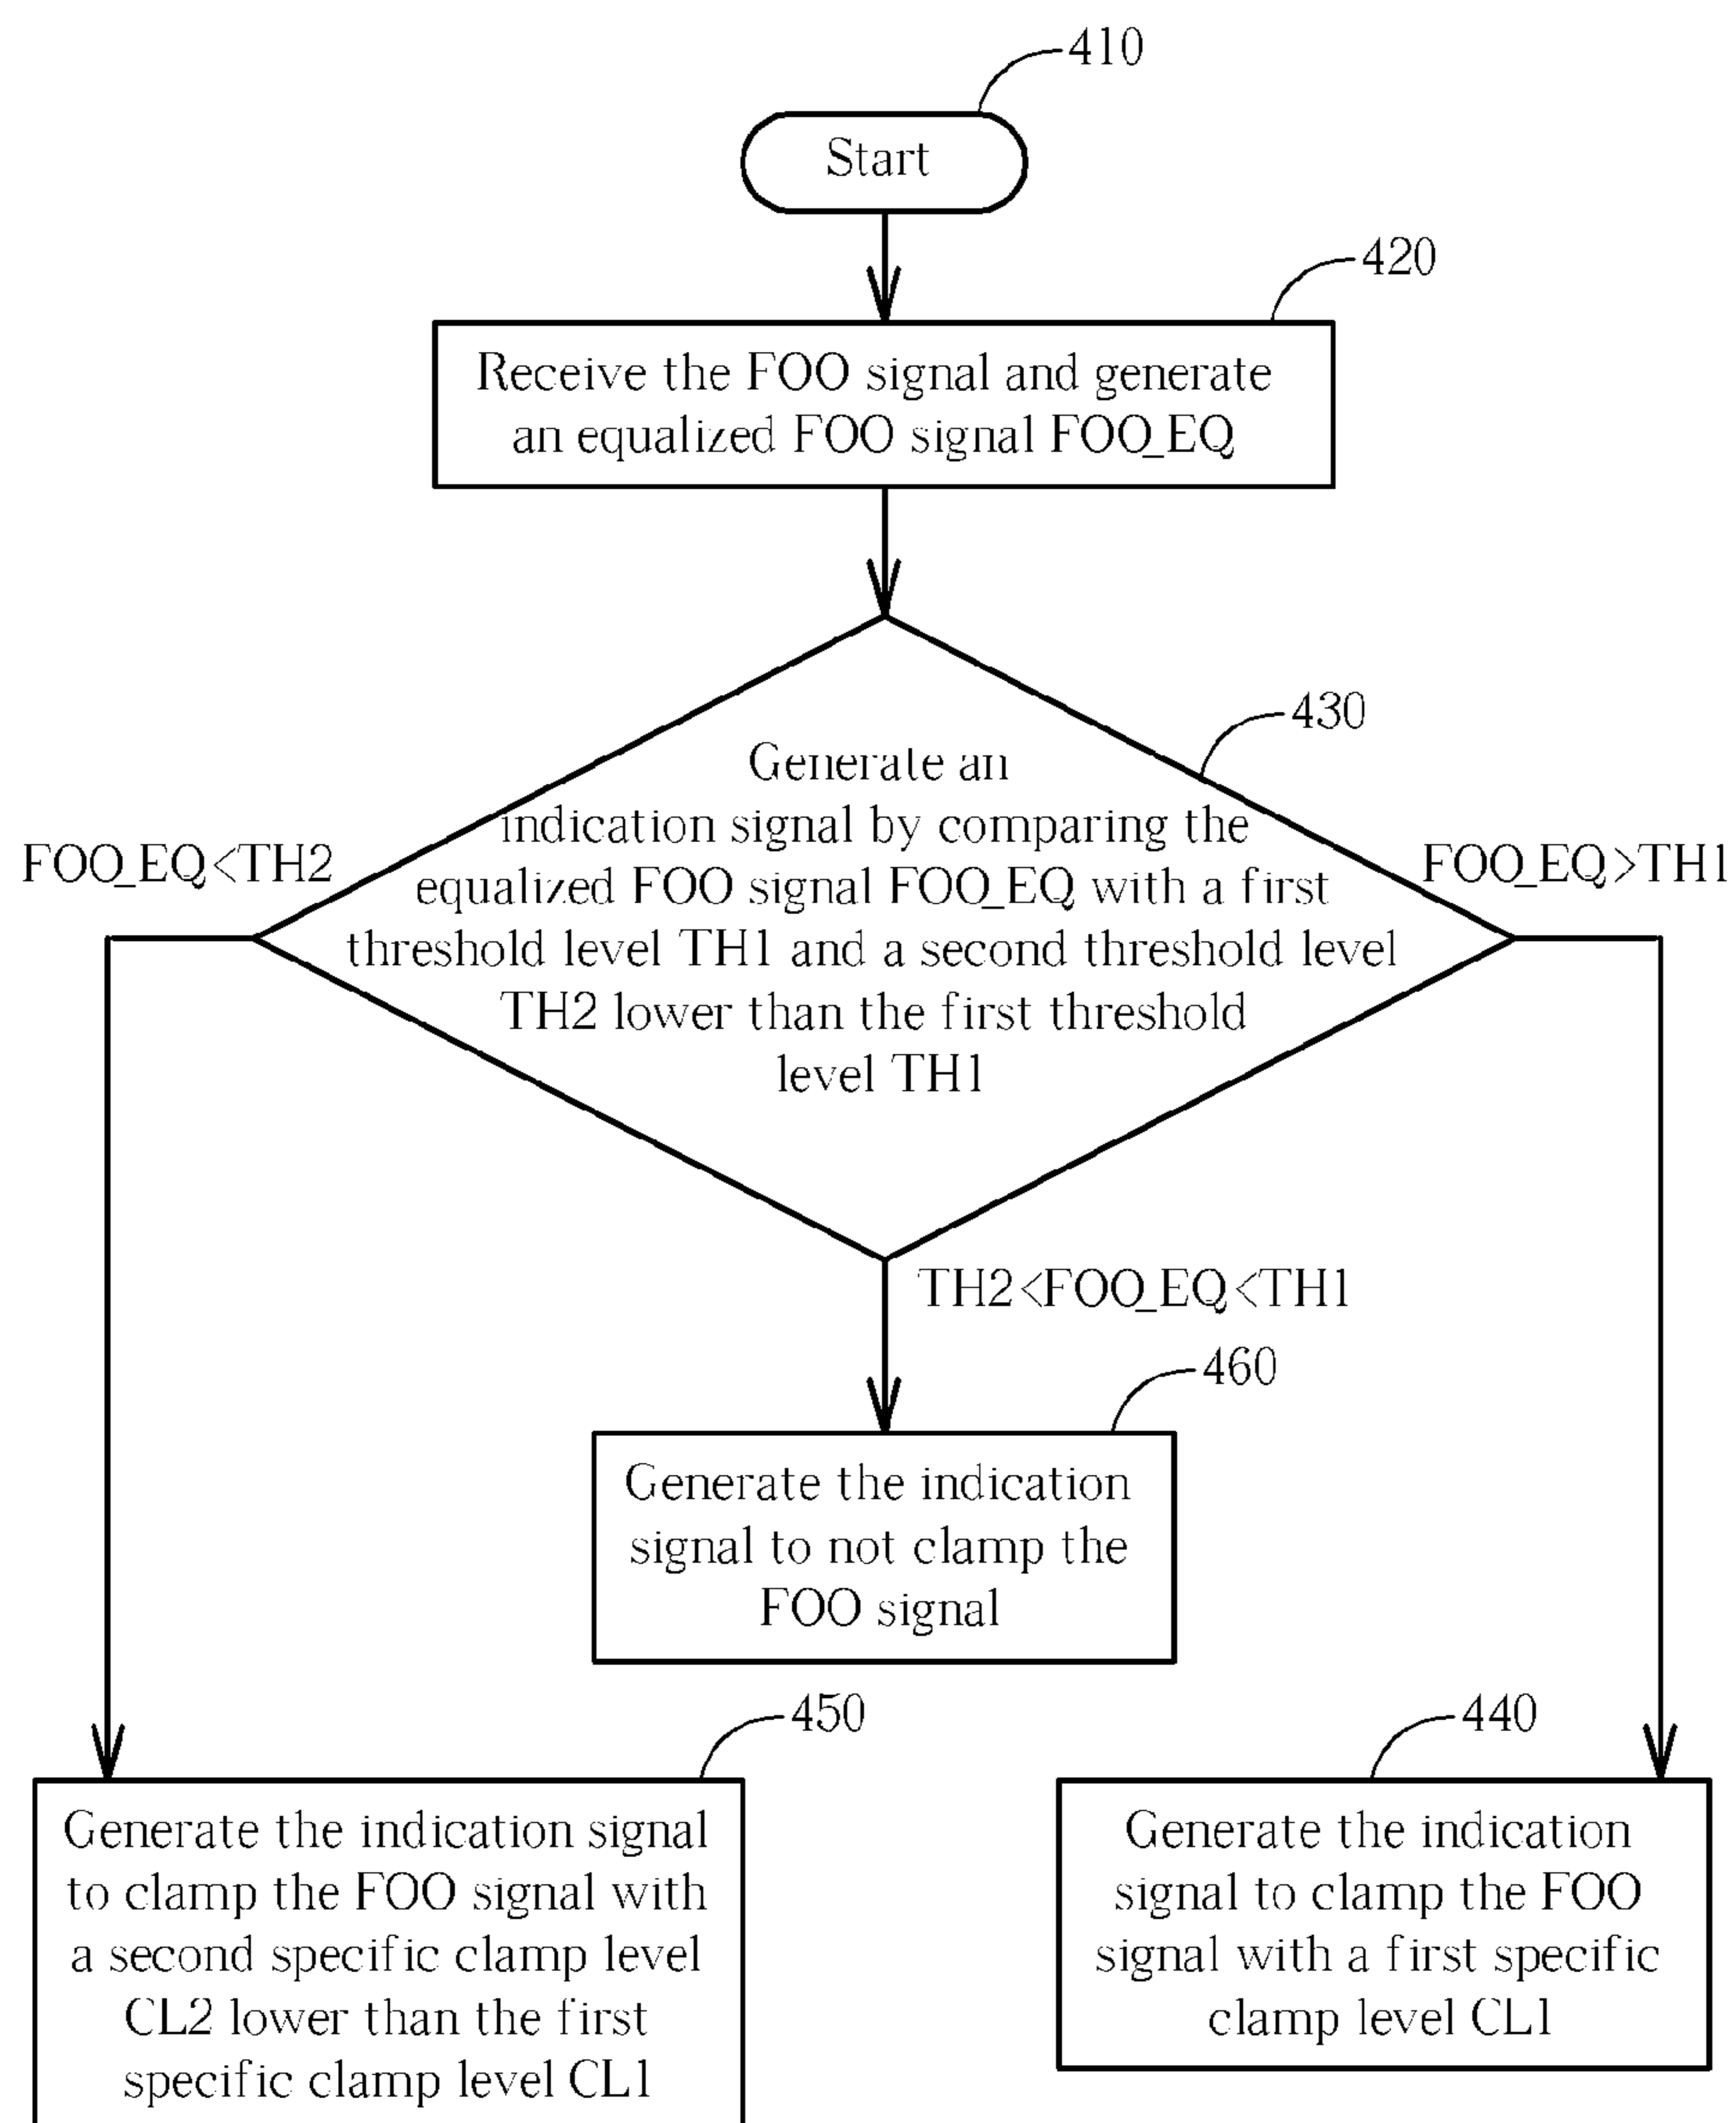 410
Start
420
Receive the FOO signal and generate
an equalized FOO signal FOO_EQ
430
Generate an
indication signal by comparing the
equalized FOO signal FOO_EQ with a first
threshold level TH1 and a second threshold level
TH2 lower than the first threshold
level TH1
FOO_EQ<TH2
FOO_EQ>TH1
TH2<FOO_EQ<TH1
460
Generate the indication
signal to not clamp the
FOO signal
450
Generate the indication signal
to clamp the FOO signal with
a second specific clamp level
CL2 lower than the first
specific clamp level CL1
440
Generate the indication
signal to clamp the FOO
signal with a first specific
clamp level CL1